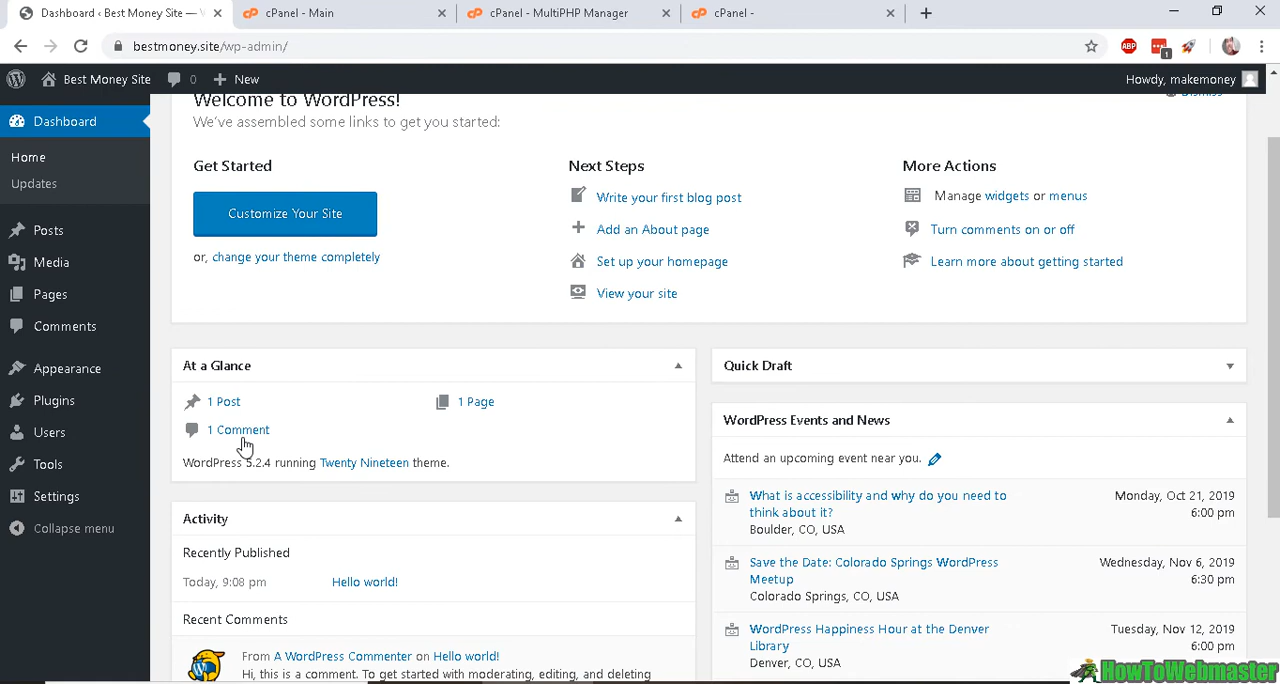 Dashboard ‹ Best Money Site —
cPanel - Main
cPanel - MultiPHP Manager
cPanel -
bestmoney.site/wp-admin/
ABP
1
Best Money Site
0
New
Howdy, makemoney
Dashboard
Home
Updates
Posts
Media
Pages
Comments
Appearance
Plugins
Users
Tools
Settings
Collapse menu
Welcome to WordPress!
Dismiss
We've assembled some links to get you started:
Get Started
Customize Your Site
or, change your theme completely
Next Steps
Write your first blog post
Add an About page
Set up your homepage
View your site
More Actions
Manage widgets or menus
Turn comments on or off
Learn more about getting started
At a Glance
1 Post
1 Page
1 Comment
WordPress 5.2.4 running Twenty Nineteen theme.
Activity
Recently Published
Today, 9:08 pm
Hello world!
Recent Comments
From A WordPress Commenter on Hello world!
Hi, this is a comment. To get started with moderating, editing, and deleting
Quick Draft
WordPress Events and News
Attend an upcoming event near you.
What is accessibility and why do you need to
think about it?
Boulder, CO, USA
Monday, Oct 21, 2019
6:00 pm
Save the Date: Colorado Springs WordPress
Meetup
Colorado Springs, CO, USA
Wednesday, Nov 6, 2019
6:30 pm
WordPress Happiness Hour at the Denver
Library
Denver, CO, USA
Tuesday, Nov 12, 2019
6:00 pm
HowToWebmaster